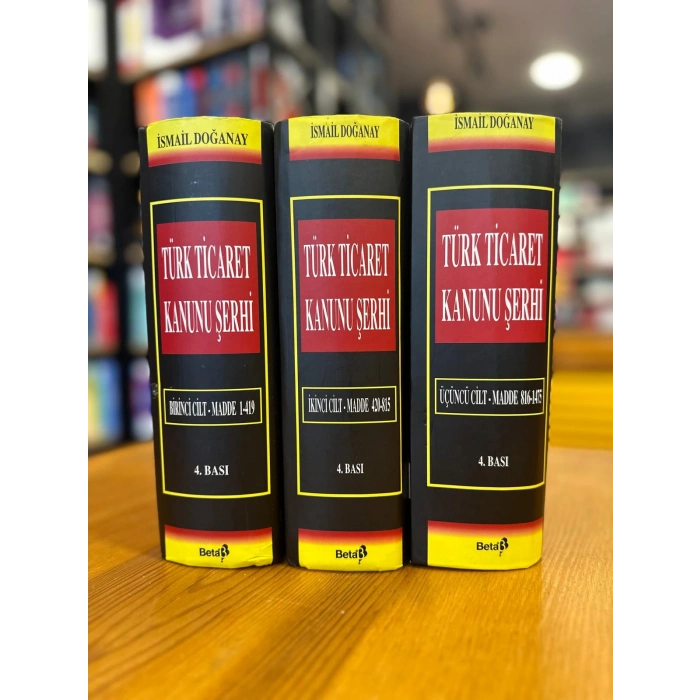 İSMAİL DOĞANAY
TÜRK TİCARET
KANUNU ŞERHİ
BİRİNCİ CİLT - MADDE 1-419
4. BASI
Beta
İSMAİL DOĞANAY
TÜRK TİCARET
KANUNU ŞERHİ
İKİNCİ CİLT - MADDE 420-815
4. BASI
Beta
İSMAİL DOĞANAY
TÜRK TİCARET
KANUNU ŞERHİ
ÜÇÜNCÜ CİLT - MADDE 816-1475
4. BASI
Beta